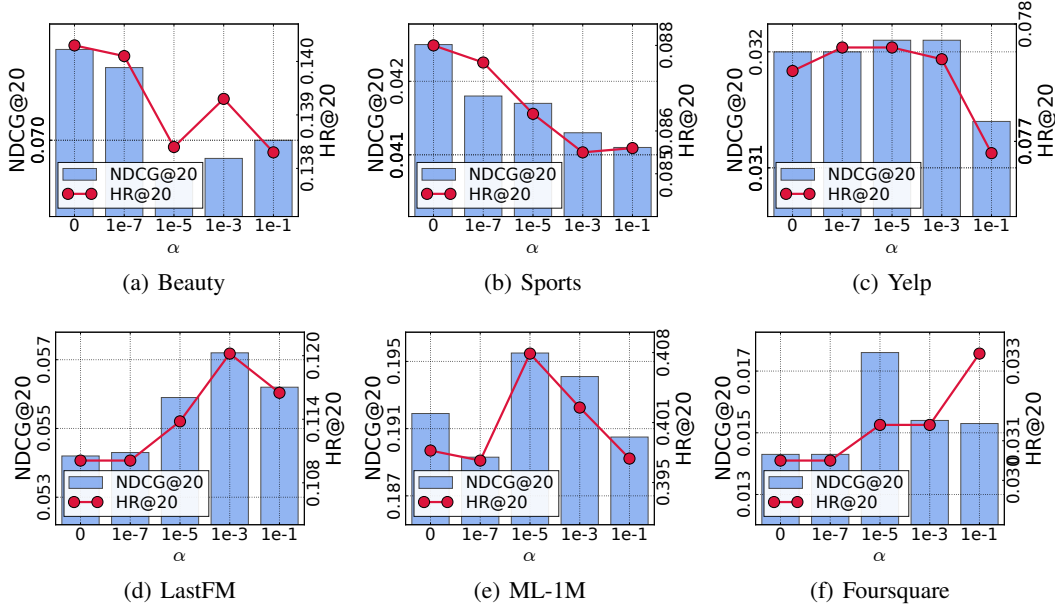 NDCG@20
0.070
0.140
0.139
0.138
HR@20
NDCG@20
HR@20
0 1e-7 1e-5 1e-3 1e-1
α
(a) Beauty
NDCG@20
0.042
0.041
0.088
0.086
0.085
HR@20
NDCG@20
HR@20
0 1e-7 1e-5 1e-3 1e-1
α
(b) Sports
NDCG@20
0.032
0.031
0.078
0.077
HR@20
NDCG@20
HR@20
0 1e-7 1e-5 1e-3 1e-1
α
(c) Yelp
NDCG@20
0.057
0.055
0.053
0.120
0.114
0.108
HR@20
NDCG@20
HR@20
0 1e-7 1e-5 1e-3 1e-1
α
(d) LastFM
NDCG@20
0.195
0.191
0.187
0.408
0.401
0.395
HR@20
NDCG@20
HR@20
0 1e-7 1e-5 1e-3 1e-1
α
(e) ML-1M
NDCG@20
0.017
0.015
0.013
0.033
0.031
0.030
HR@20
NDCG@20
HR@20
0 1e-7 1e-5 1e-3 1e-1
α
(f) Foursquare